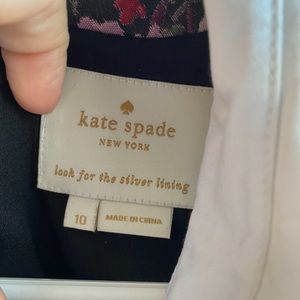 kate spade
NEW YORK
look for the silver lining
10
MADE IN CHINA